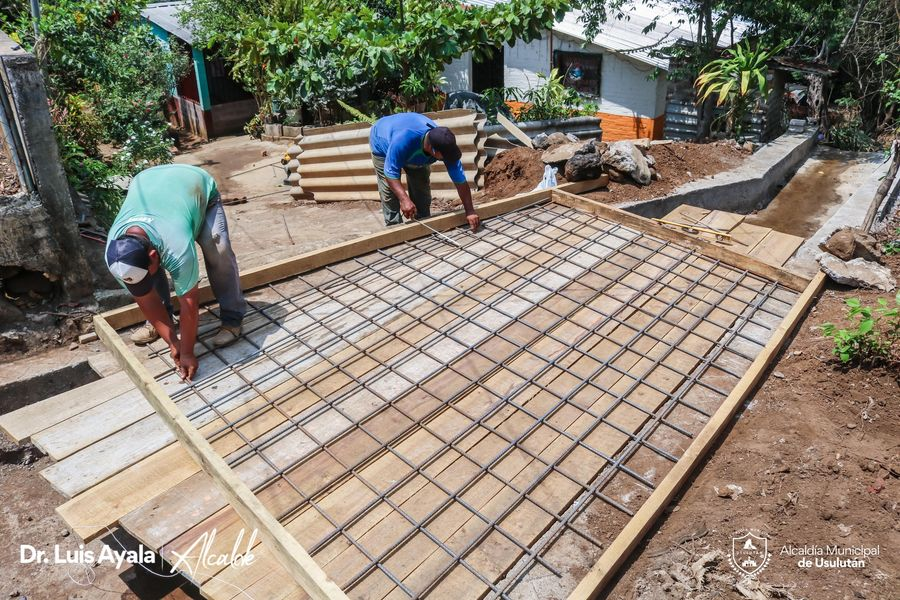 Dr. Luis Ayala
Alcalde
Alcaldía Municipal
de Usulután